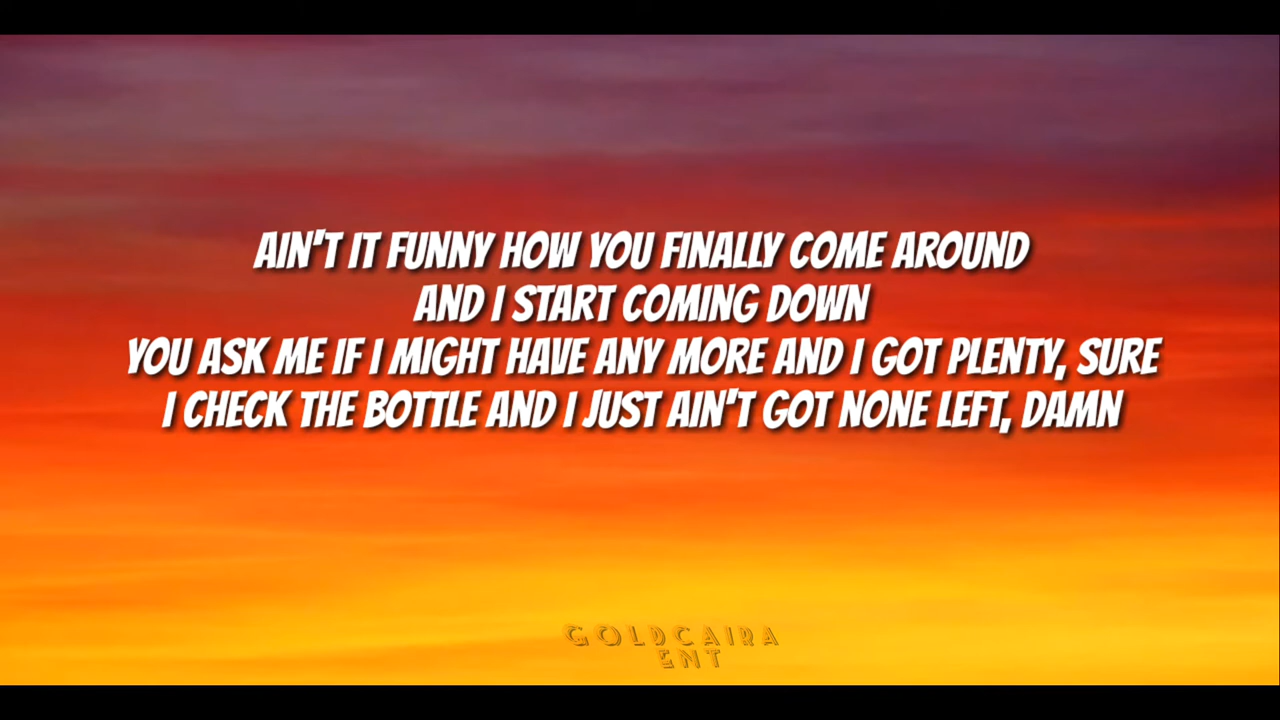 AIN'T IT FUNNY HOW YOU FINALLY COME AROUND
AND I START COMING DOWN
YOU ASK ME IF I MIGHT HAVE ANY MORE AND I GOT PLENTY, SURE
I CHECK THE BOTTLE AND I JUST AIN'T GOT NONE LEFT, DAMN
GOLDCAIRA
ENT